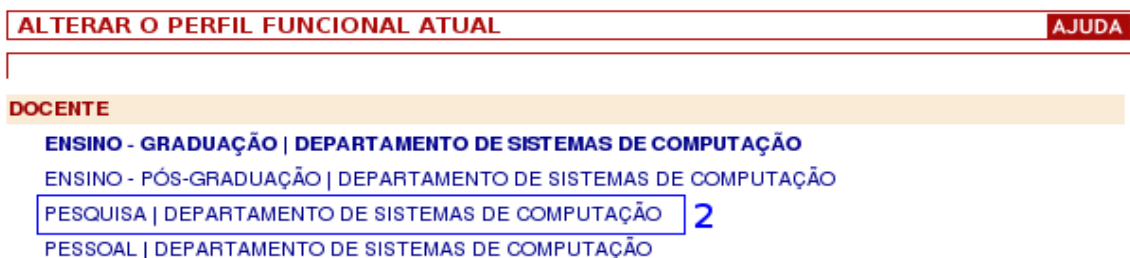 ALTERAR O PERFIL FUNCIONAL ATUAL AJUDA
DOCENTE
ENSINO - GRADUAÇÃO | DEPARTAMENTO DE SISTEMAS DE COMPUTAÇÃO
ENSINO - PÓS-GRADUAÇÃO | DEPARTAMENTO DE SISTEMAS DE COMPUTAÇÃO
PESQUISA | DEPARTAMENTO DE SISTEMAS DE COMPUTAÇÃO 2
PESSOAL | DEPARTAMENTO DE SISTEMAS DE COMPUTAÇÃO